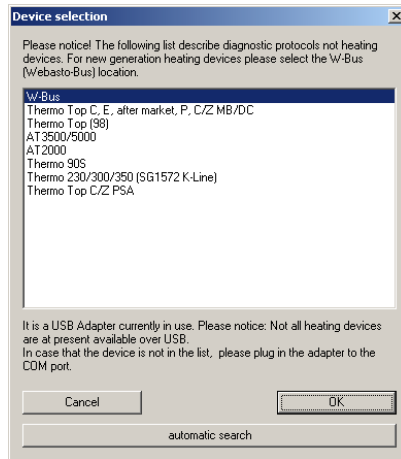 Device selection
Please notice! The following list describe diagnostic protocols not heating
devices. For new generation heating devices please select the W-Bus
(Webasto-Bus) location.
W-Bus
Thermo Top C, E, after market, P, C/Z MB/DC
Thermo Top (98)
AT3500/5000
AT2000
Thermo 90S
Thermo 230/300/350 (SG1572 K-Line)
Thermo Top C/Z PSA
It is a USB Adapter currently in use. Please notice: Not all heating devices
are at present available over USB.
In case that the device is not in the list, please plug in the adapter to the
COM port.
Cancel
OK
automatic search